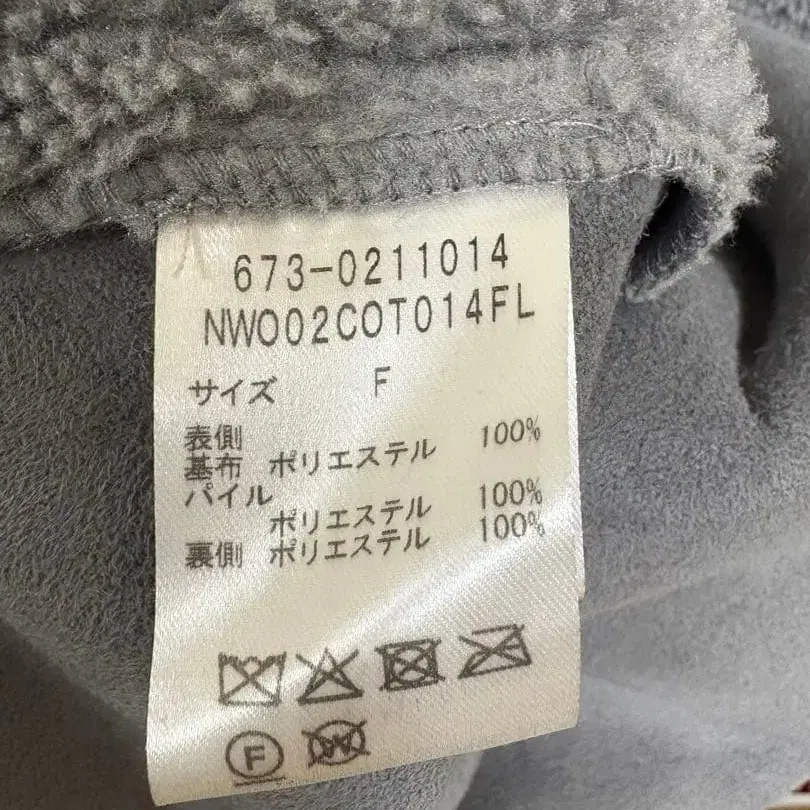 673-0211014
NW002COT014FL
サイズ F
表側
基布 ポリエステル 100%
パイル
ポリエステル 100%
裏側 ポリエステル 100%
F
W